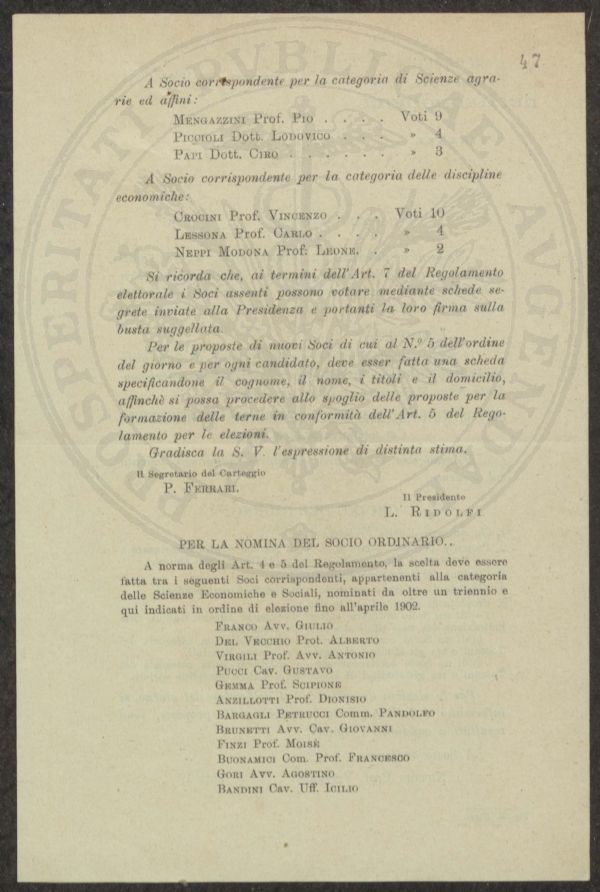 47
A Socio corrispondente per la categoria di Scienze agra-
rie ed affini:
MENGAZZINI Prof. PIO . . . . Voti 9
PICCIOLI Dott. LODOVICO . . . » 4
PAPI Dott. CIRO . . . . . . » 3
A Socio corrispondente per la categoria delle discipline
economiche:
CROCINI Prof. VINCENZO . . . Voti 10
LESSONA Prof. CARLO . . . . » 4
NEPPI MODONA Prof. LEONE. . » 2
Si ricorda che, ai termini dell'Art. 7 del Regolamento
elettorale i Soci assenti possono votare mediante schede se-
grete inviate alla Presidenza e portanti la loro firma sulla
busta suggellata
Per le proposte di nuovi Soci di cui al N.º 5 dell'ordine
del giorno e per ogni candidato, deve esser fatta una scheda
specificandone il cognome, il nome, i titoli e il domicilio,
affinchè si possa procedere allo spoglio delle proposte per la
formazione delle terne in conformità dell'Art. 5 del Rego-
lamento per le elezioni.
Gradisca la S. V. l'espressione di distinta stima.
Il Segretario del Carteggio
P. FERRARI.
Il Presidente
L. RIDOLFI
PER LA NOMINA DEL SOCIO ORDINARIO..
A norma degli Art. 4 e 5 del Regolamento, la scelta deve essere
fatta tra i seguenti Soci corrispondenti, appartenenti alla categoria
delle Scienze Economiche e Sociali, nominati da oltre un triennio e
qui indicati in ordine di elezione fino all'aprile 1902.
FRANCO AVV. GIULIO
DEL VECCHIO Prof. ALBERTO
VIRGILI Prof. AVV. ANTONIO
PUCCI Cav. GUSTAVO
GEMMA Prof. SCIPIONE
ANZILLOTTI Prof. DIONISIO
BARGAGLI PETRUCCI Comm. PANDOLFO
BRUNETTI AVV. CAV. GIOVANNI
FINZI Prof. MOISÈ
BUONAMICI Com. Prof. FRANCESCO
GORI AVV. AGOSTINO
BANDINI Cav. Uff. ICILIO
PROSPERITATI PVBLICAE AVGENDAE